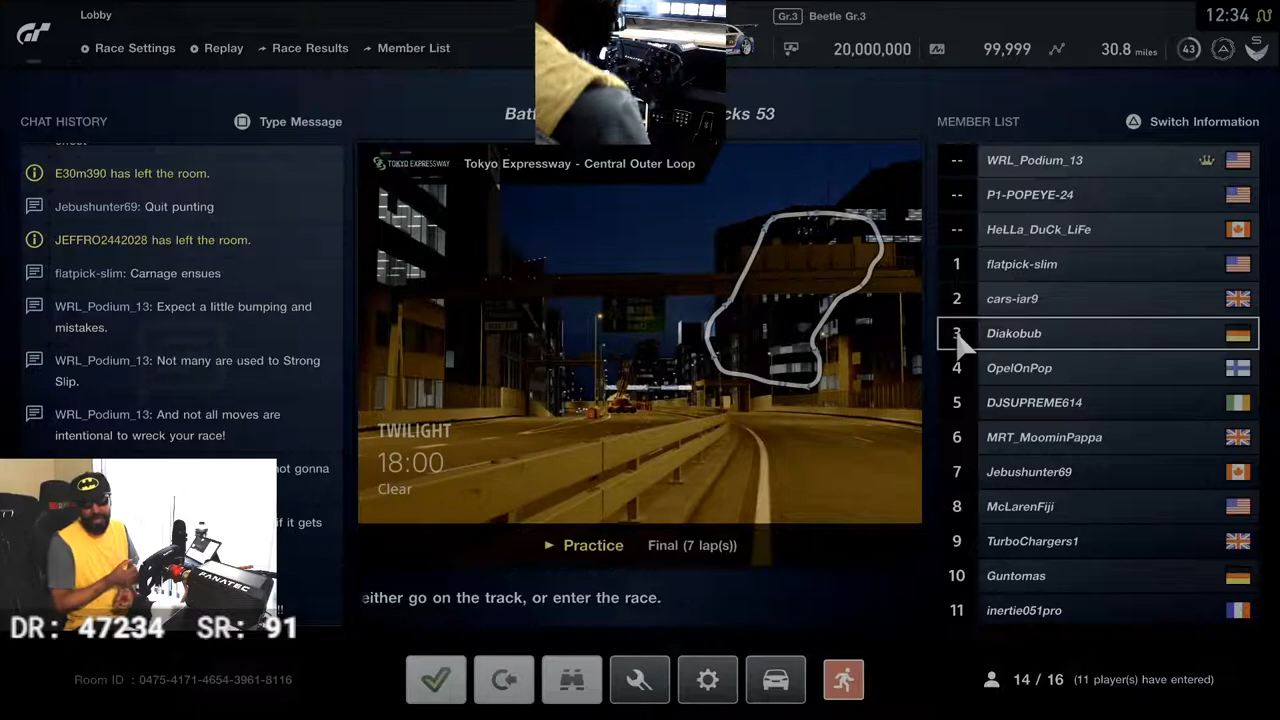 Lobby
Gr.3 Beetle Gr.3
12:34
Race Settings
Replay
Race Results
Member List
20,000,000
99,999
30.8 miles
43
S
FANATEC
CHAT HISTORY
Type Message
cks 53
MEMBER LIST
Switch Information
E30m390 has left the room.
Jebushunter69: Quit punting
JEFFRO2442028 has left the room.
flatpick-slim: Carnage ensues
WRL_Podium_13: Expect a little bumping and
mistakes.
WRL_Podium_13: Not many are used to Strong
Slip.
WRL_Podium_13: And not all moves are
intentional to wreck your race!
not gonna
if it gets
TOKYO EXPRESSWAY
Tokyo Expressway - Central Outer Loop
TWILIGHT
18:00
Clear
Practice
Final (7 lap(s))
either go on the track, or enter the race.
-- WRL_Podium_13
-- P1-POPEYE-24
-- HeLLa_DuCk_LiFe
1 flatpick-slim
2 cars-iar9
3 Diakobub
4 OpelOnPop
5 DJSUPREME614
6 MRT_MoominPappa
7 Jebushunter69
8 McLarenFiji
9 TurboChargers1
10 Guntomas
11 inertie051pro
FANATEC
DR: 47234 SR: 91
Room ID : 0475-4171-4654-3961-8116
14 / 16 (11 player(s) have entered)